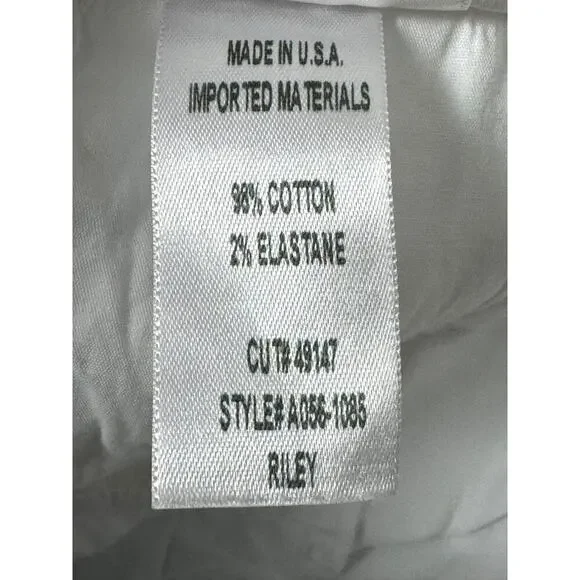 MADE IN U.S.A.
IMPORTED MATERIALS
98% COTTON
2% ELASTANE
CUT# 49147
STYLE# A056-1085
RILEY